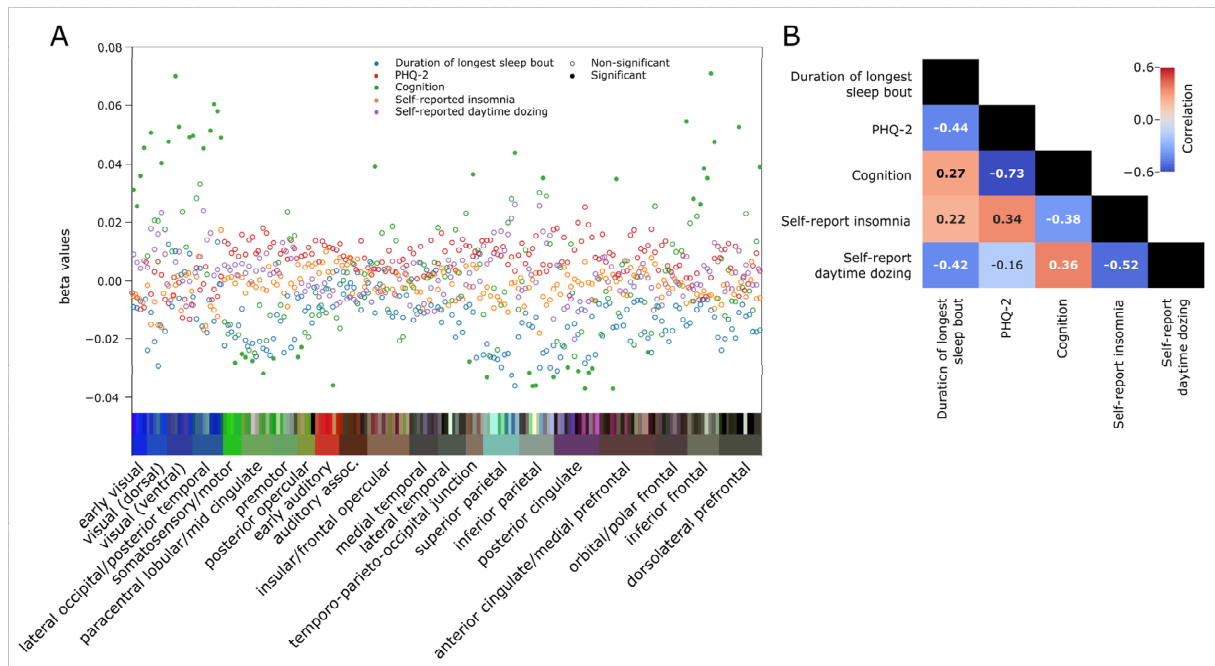 A
0.08
0.06
0.04
0.02
0.00
−0.02
−0.04
beta values
Duration of longest sleep bout
PHQ-2
Cognition
Self-reported insomnia
Self-reported daytime dozing
Non-significant
Significant
early visual
visual (dorsal)
visual (ventral)
lateral occipital/posterior temporal
somatosensory/motor
paracentral lobular/mid cingulate
premotor
posterior opercular
early auditory
auditory assoc.
insular/frontal opercular
medial temporal
lateral temporal
temporo-parieto-occipital junction
superior parietal
inferior parietal
posterior cingulate
anterior cingulate/medial prefrontal
orbital/polar frontal
inferior frontal
dorsolateral prefrontal
B
Duration of longest
sleep bout
PHQ-2
-0.44
Cognition
0.27 -0.73
Self-report insomnia
0.22 0.34 -0.38
Self-report
daytime dozing
-0.42 -0.16 0.36 -0.52
Duration of longest
sleep bout
PHQ-2
Cognition
Self-report insomnia
Self-report
daytime dozing
0.6
0.0
−0.6
Correlation